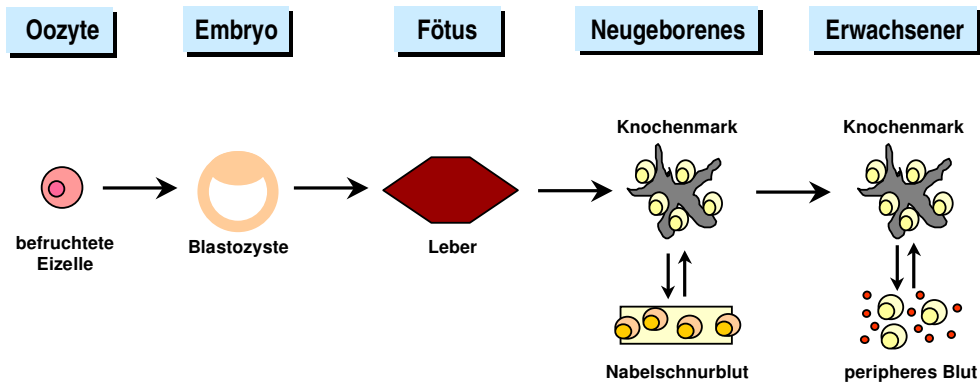 Oozyte
Embryo
Fötus
Neugeborenes
Erwachsener
Knochenmark
Knochenmark
befruchtete
Eizelle
Blastozyste
Leber
Nabelschnurblut
peripheres Blut